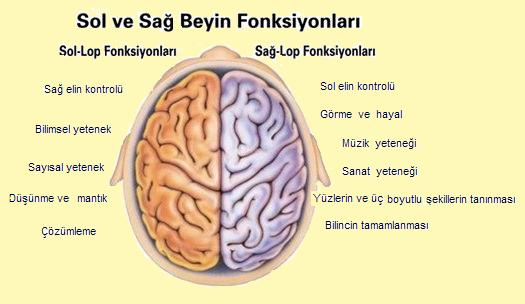 Sol ve Sağ Beyin Fonksiyonları
Sol-Lop Fonksiyonları
Sağ-Lop Fonksiyonları
Sağ elin kontrolü
Bilimsel yetenek
Sayısal yetenek
Düşünme ve mantık
Çözümleme
Sol elin kontrolü
Görme ve hayal
Müzik yeteneği
Sanat yeteneği
Yüzlerin ve üç boyutlu şekillerin tanınması
Bilincin tamamlanması